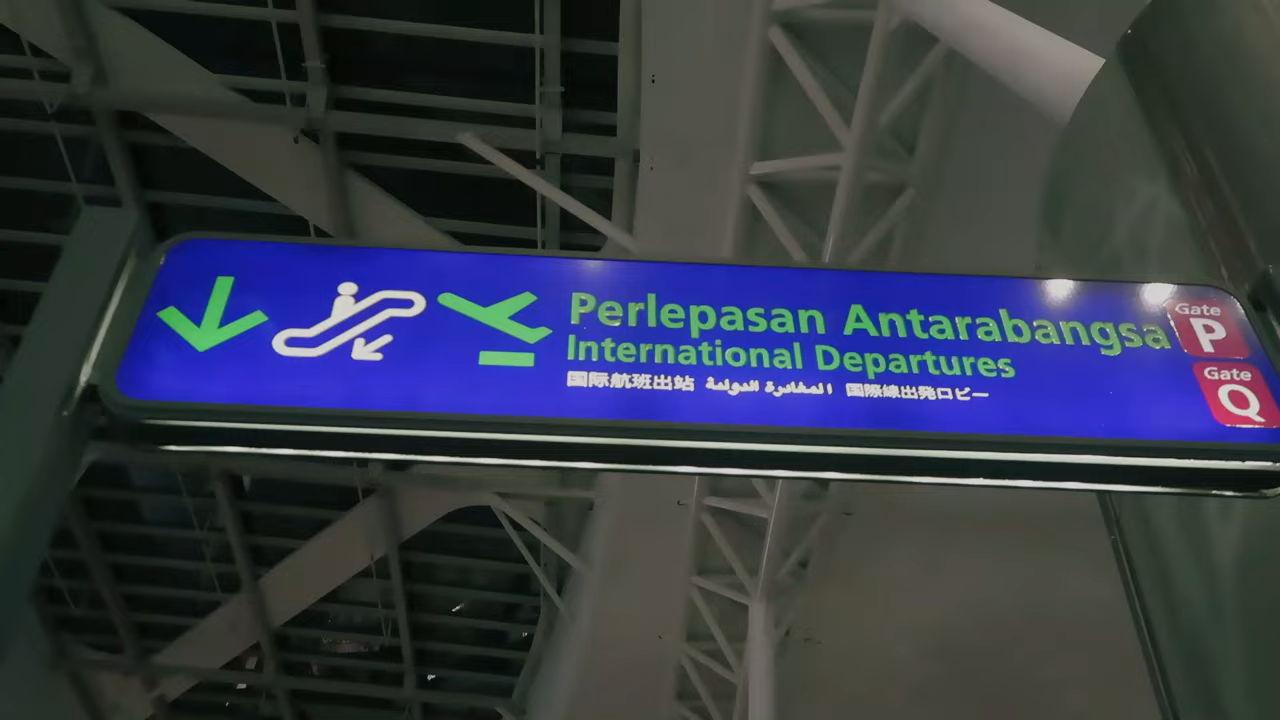 Perlepasan Antarabangsa
International Departures
国际航班出站 المغادرة الدولية 国際線出発ロビー
Gate
P
Gate
Q